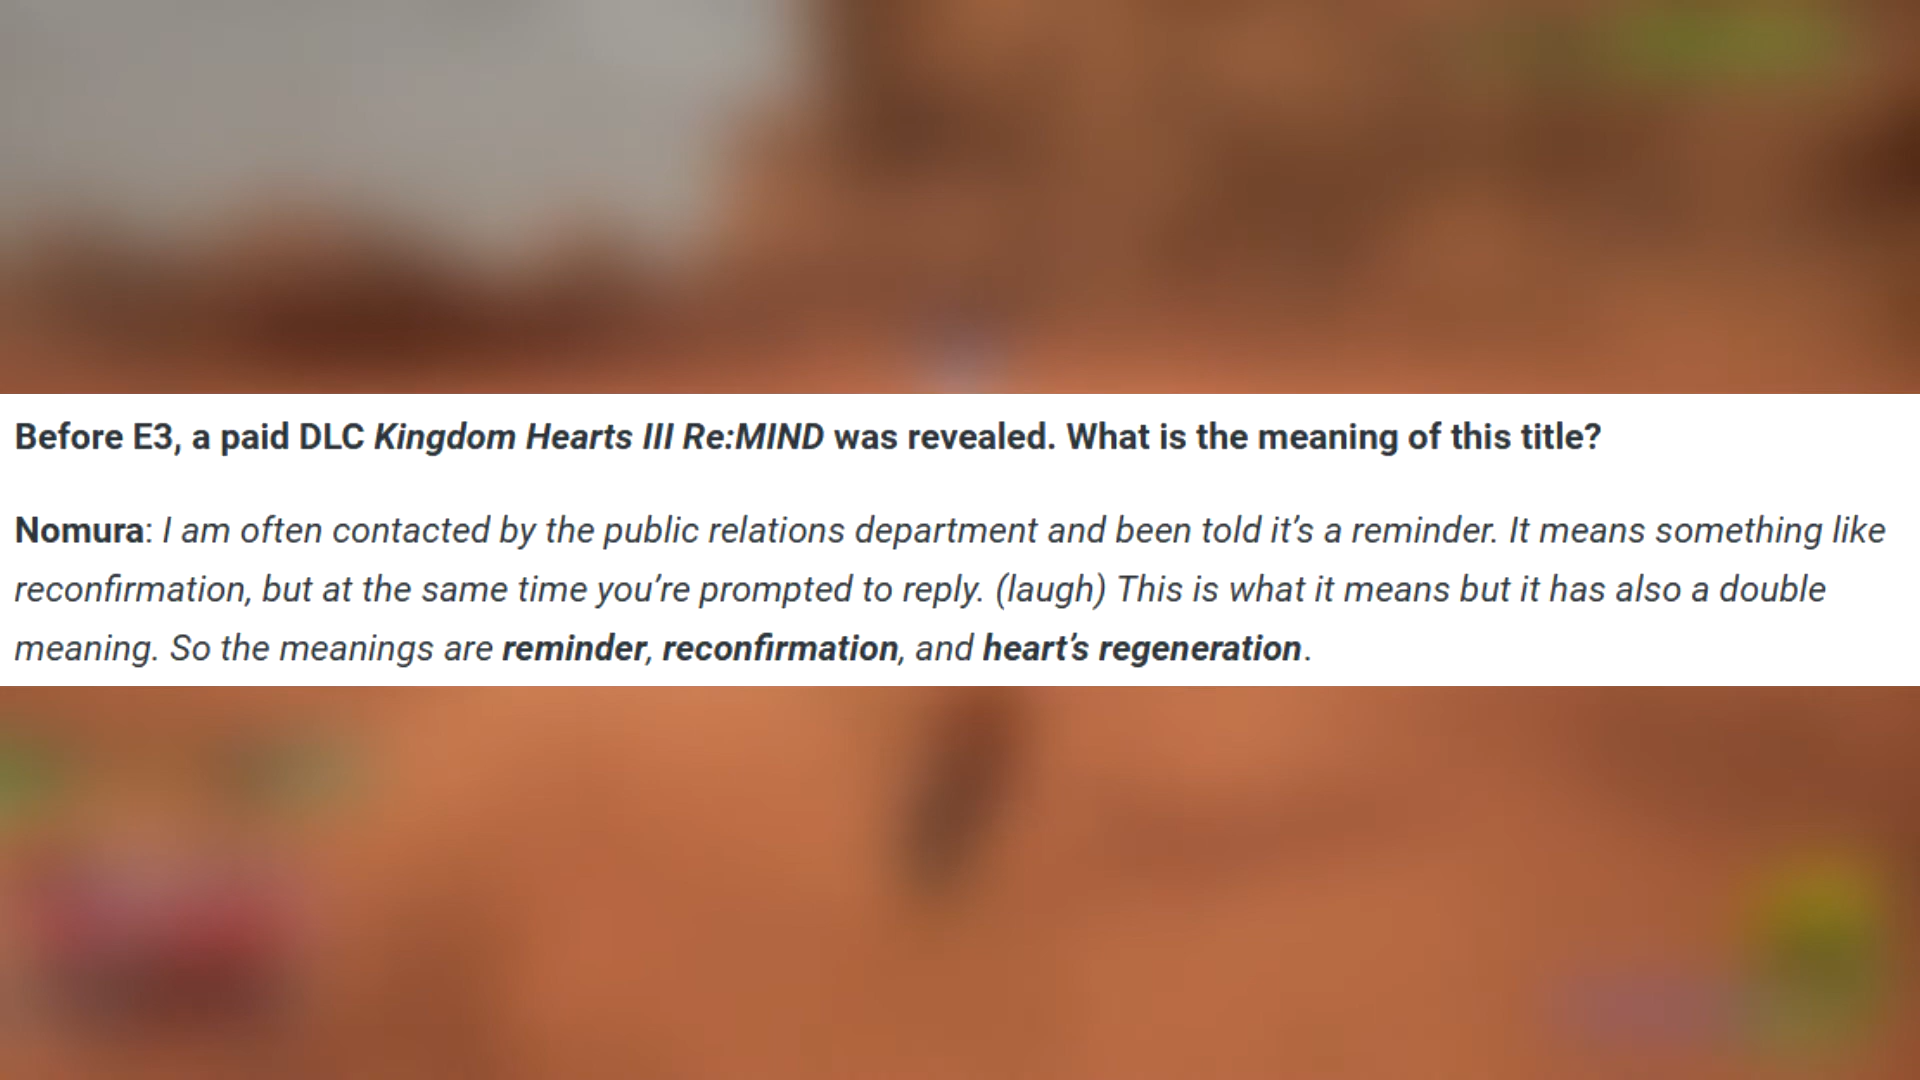 Before E3, a paid DLC Kingdom Hearts III Re:MIND was revealed. What is the meaning of this title?
Nomura: I am often contacted by the public relations department and been told it’s a reminder. It means something like
reconfirmation, but at the same time you’re prompted to reply. (laugh) This is what it means but it has also a double
meaning. So the meanings are reminder, reconfirmation, and heart’s regeneration.